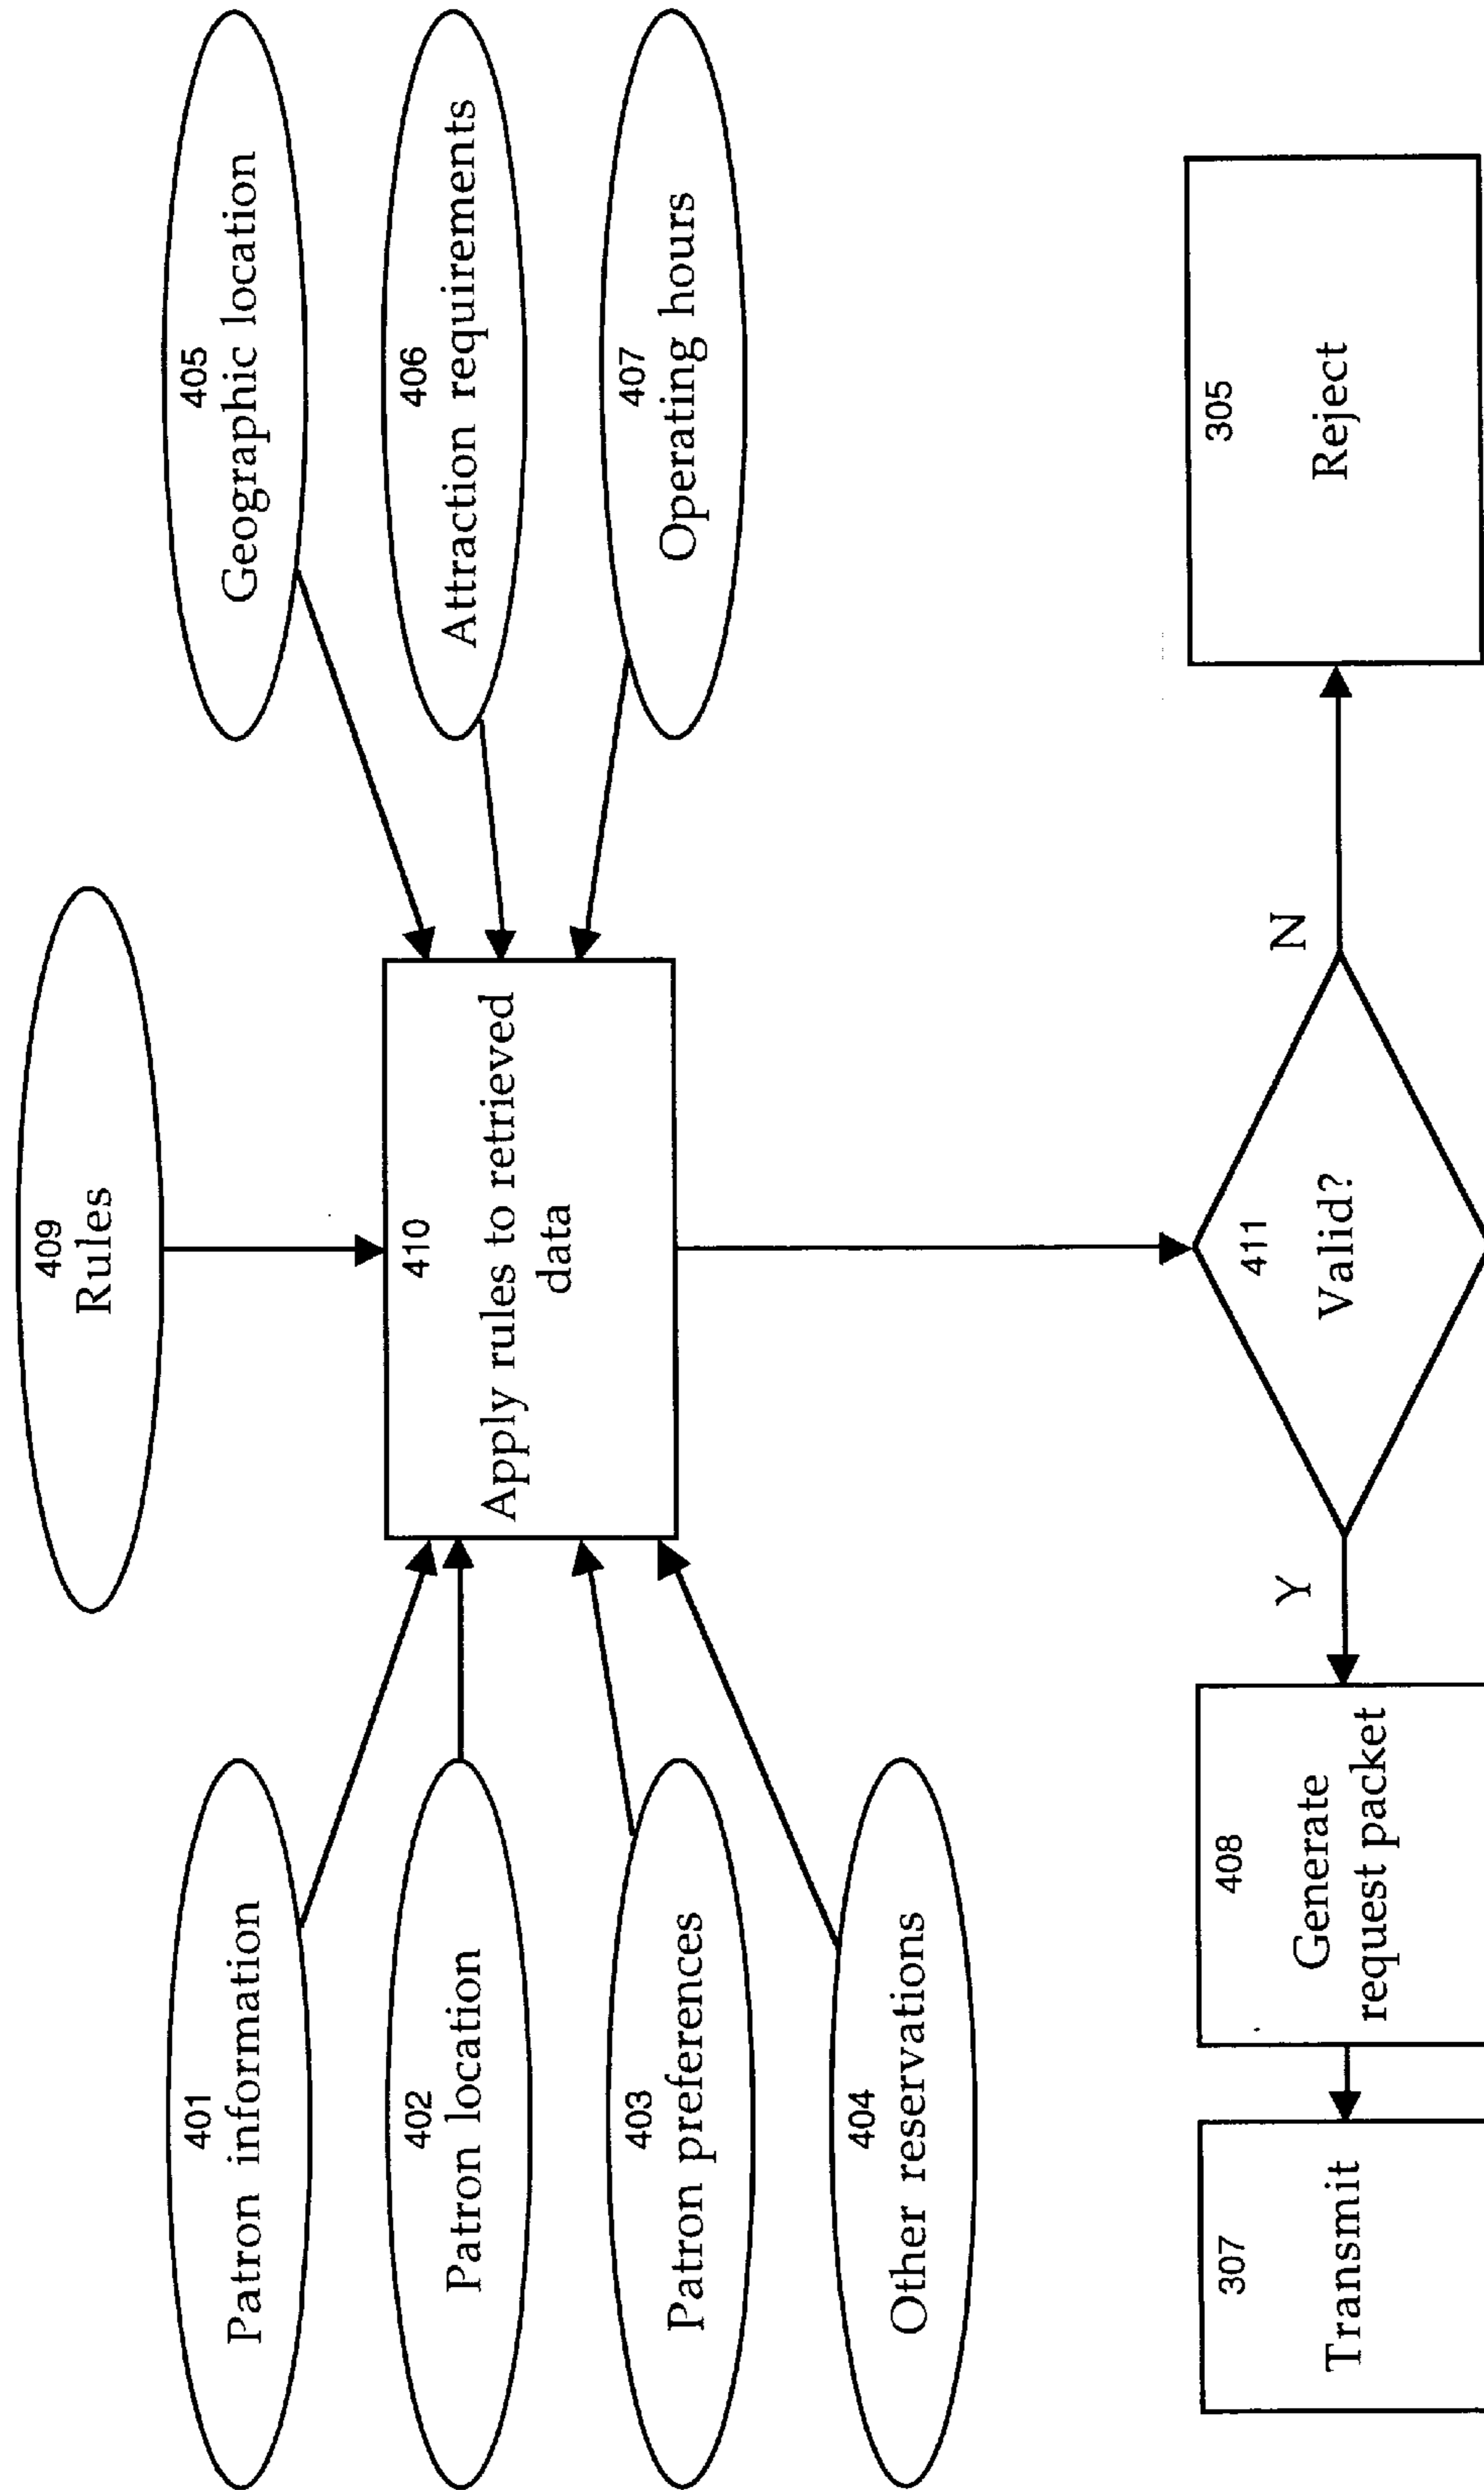 409
Rules
401
Patron information
402
Patron location
403
Patron preferences
404
Other reservations
410
Apply rules to retrieved
data
405
Geographic location
406
Attraction requirements
407
Operating hours
307
Transmit
408
Generate
request packet
Y
411
Valid?
N
305
Reject